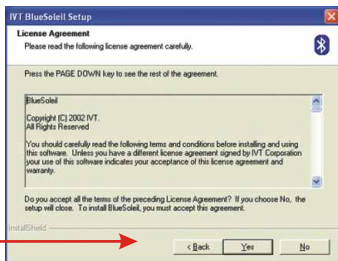 IVT BlueSoleil Setup
License Agreement
Please read the following license agreement carefully.
Press the PAGE DOWN key to see the rest of the agreement.
BlueSoleil
Copyright (C) 2002 IVT.
All Rights Reserved
You should carefully read the following terms and conditions before installing and using
this software. Unless you have a different license agreement signed by IVT Corporation
your use of this software indicates your acceptance of this license agreement and
warranty.
Do you accept all the terms of the preceding License Agreement? If you choose No, the
setup will close. To install BlueSoleil, you must accept this agreement.
InstallShield
< Back Yes No